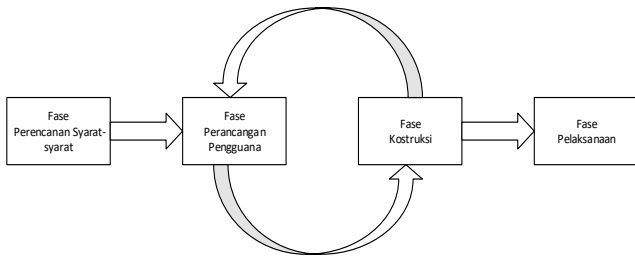 Fase
Perencanan Syarat-
syarat
Fase
Perancangan
Pengguana
Fase
Kostruksi
Fase
Pelaksanaan